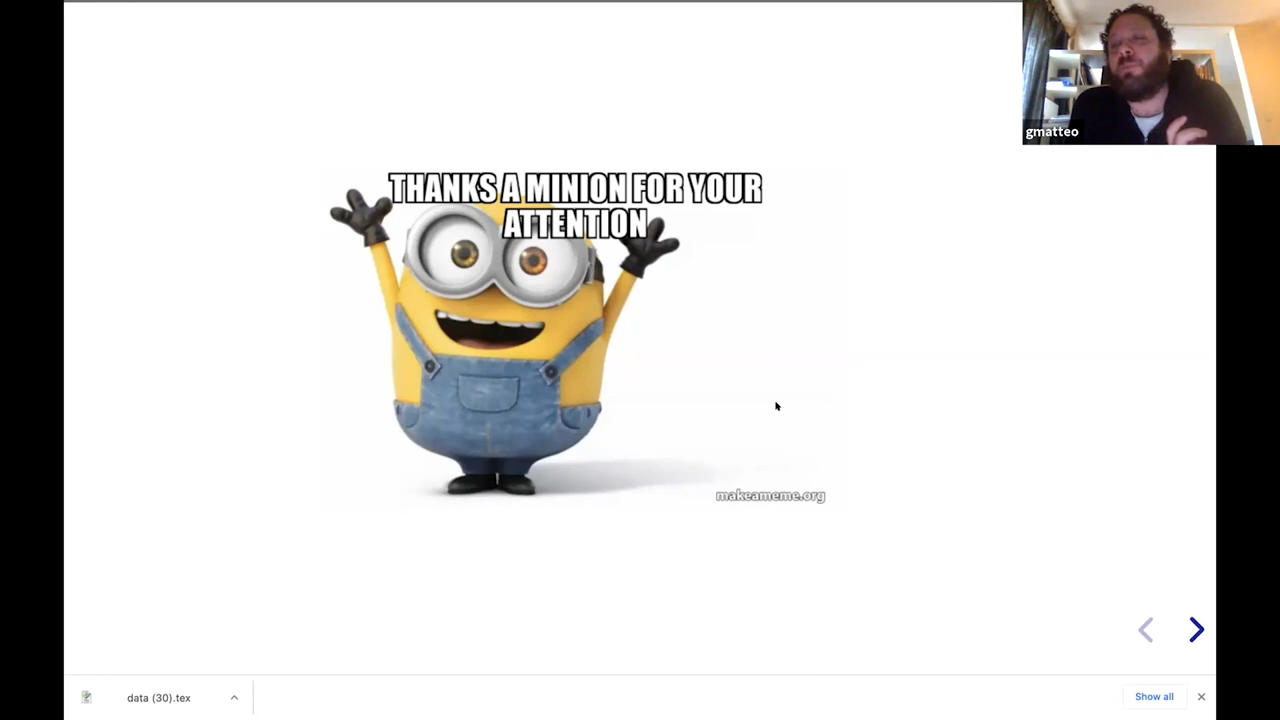 gmatteo
THANKS A MINION FOR YOUR
ATTENTION
makeameme.org
data (30).tex
Show all